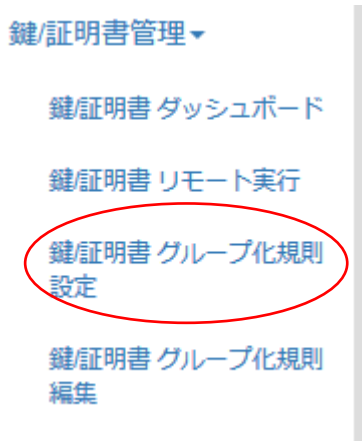 鍵/証明書管理▾
鍵/証明書 ダッシュボード
鍵/証明書 リモート実行
鍵/証明書 グループ化規則
設定
鍵/証明書 グループ化規則
編集